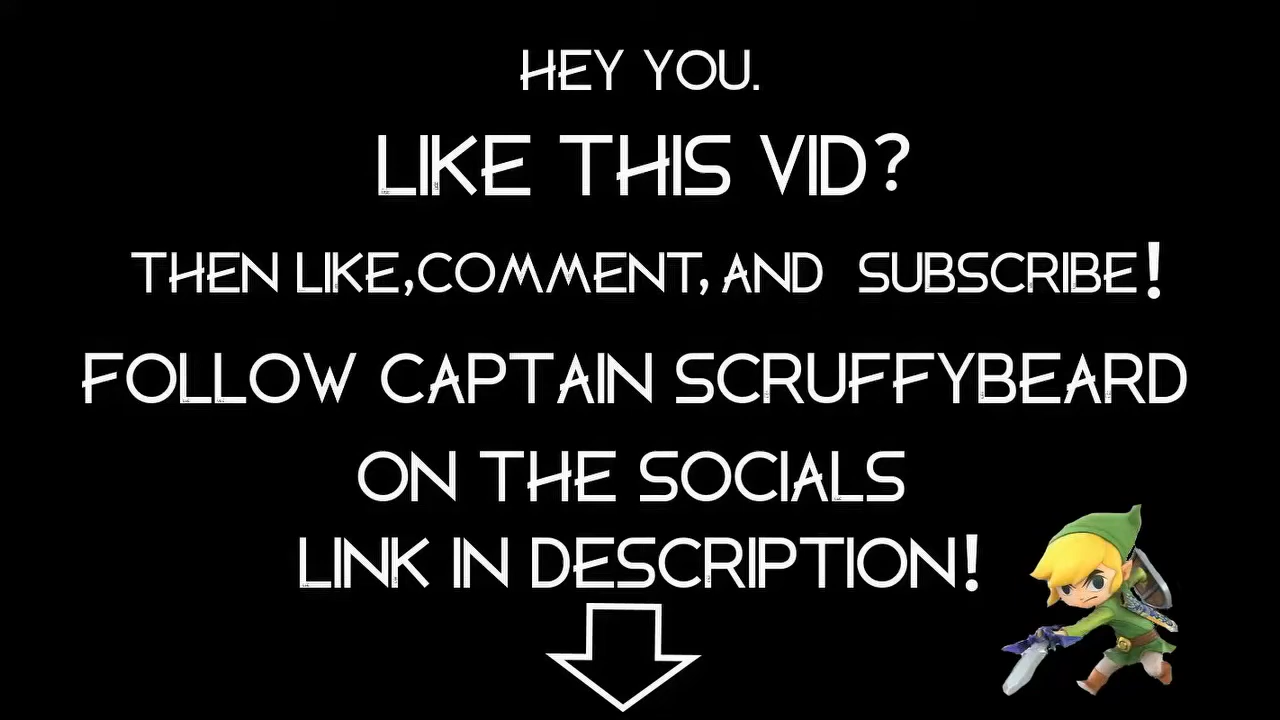 HEY YOU.
LIKE THIS VID?
THEN LIKE,COMMENT, AND SUBSCRIBE!
FOLLOW CAPTAIN SCRUFFYBEARD
ON THE SOCIALS
LINK IN DESCRIPTION!